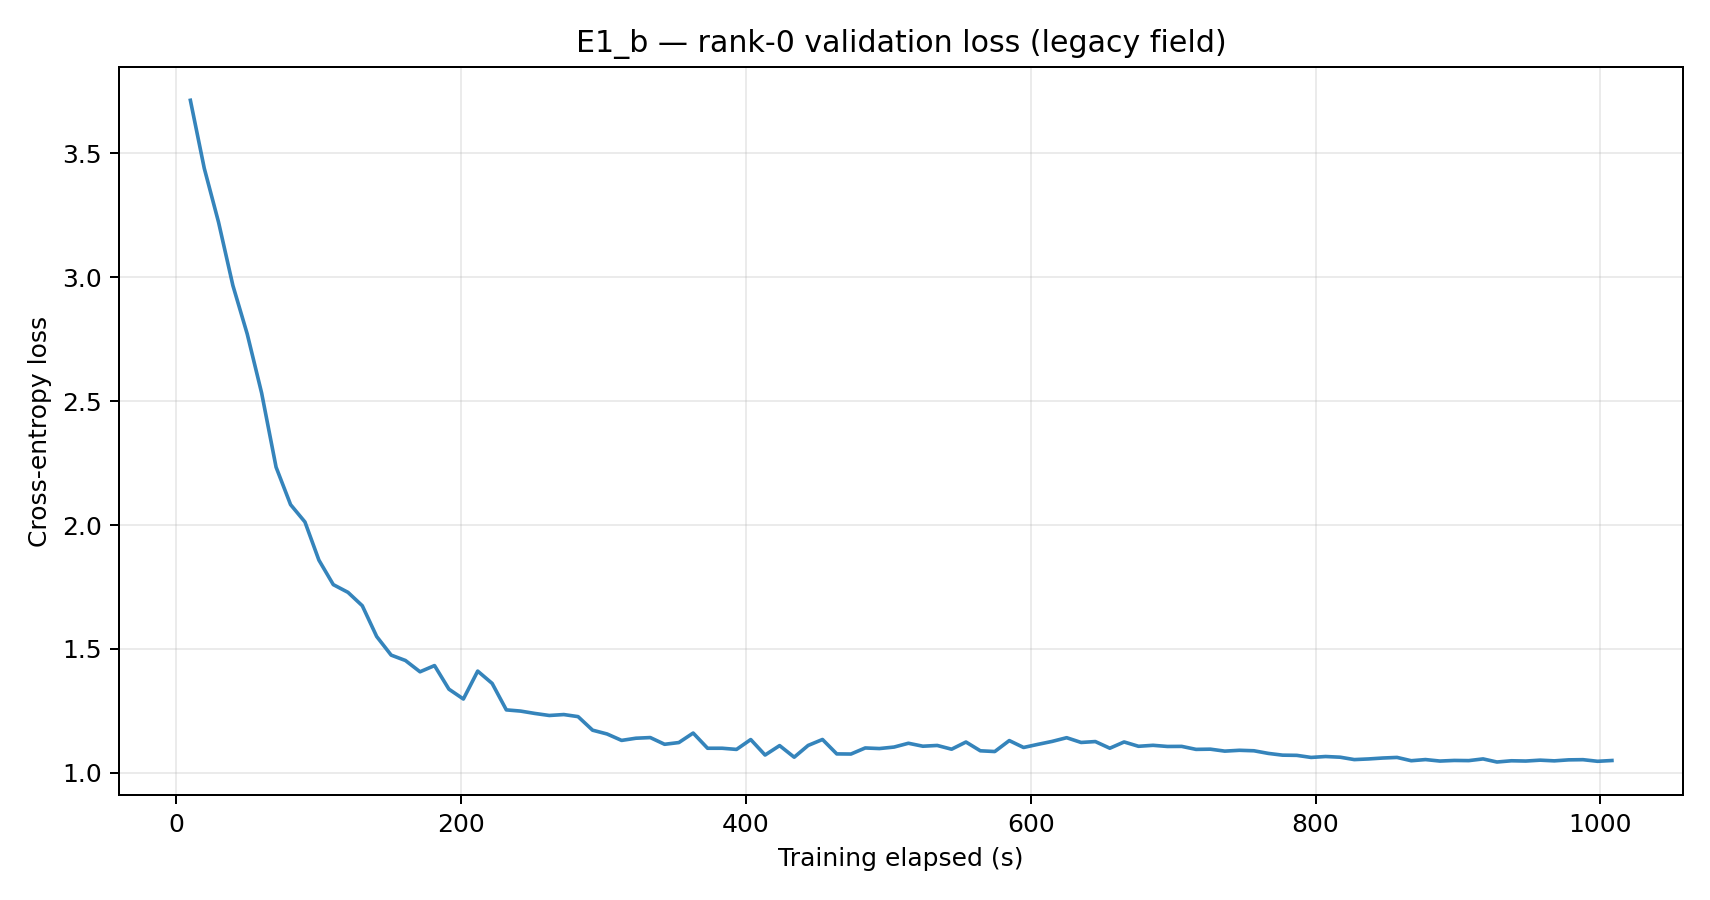 E1_b — rank-0 validation loss (legacy field)
Cross-entropy loss
3.5
3.0
2.5
2.0
1.5
1.0
0 200 400 600 800 1000
Training elapsed (s)